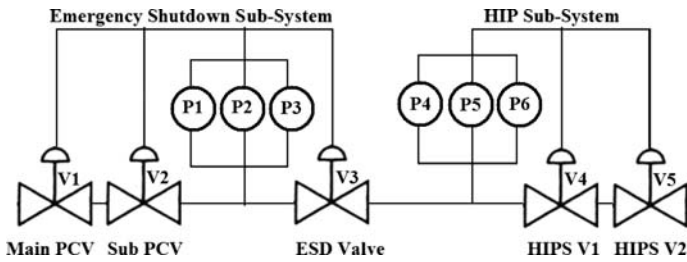 Emergency Shutdown Sub-System
HIP Sub-System
P1 P2 P3
P4 P5 P6
V1 V2 V3 V4 V5
Main PCV Sub PCV ESD Valve HIPS V1 HIPS V2